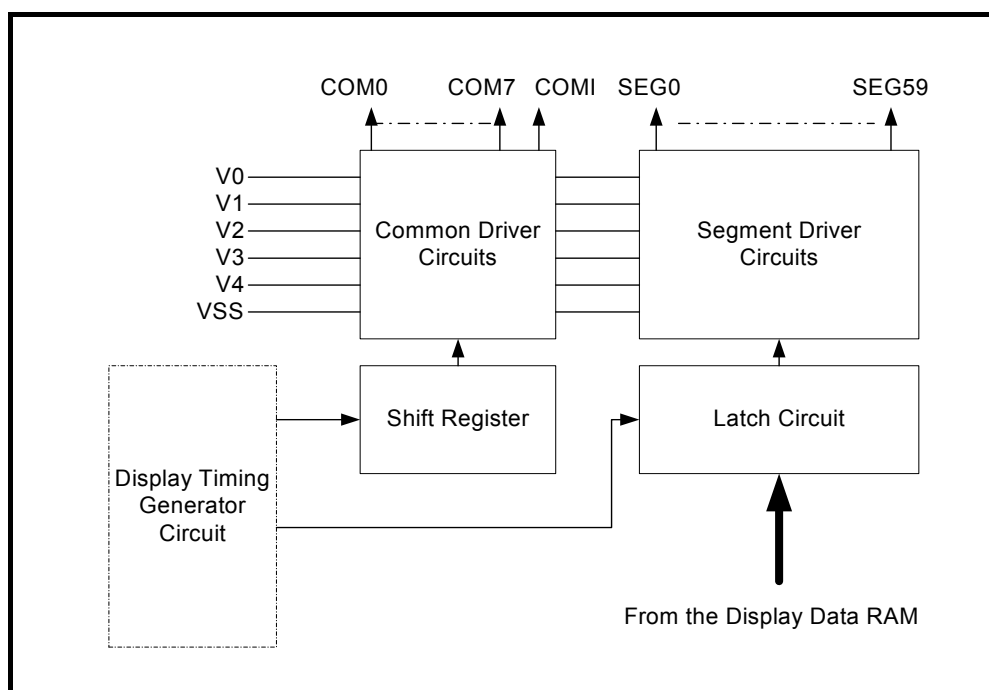 COM0 COM7 COMI SEG0 SEG59
V0
V1
V2
V3
V4
VSS
Common Driver
Circuits
Segment Driver
Circuits
Shift Register
Latch Circuit
Display Timing
Generator
Circuit
From the Display Data RAM